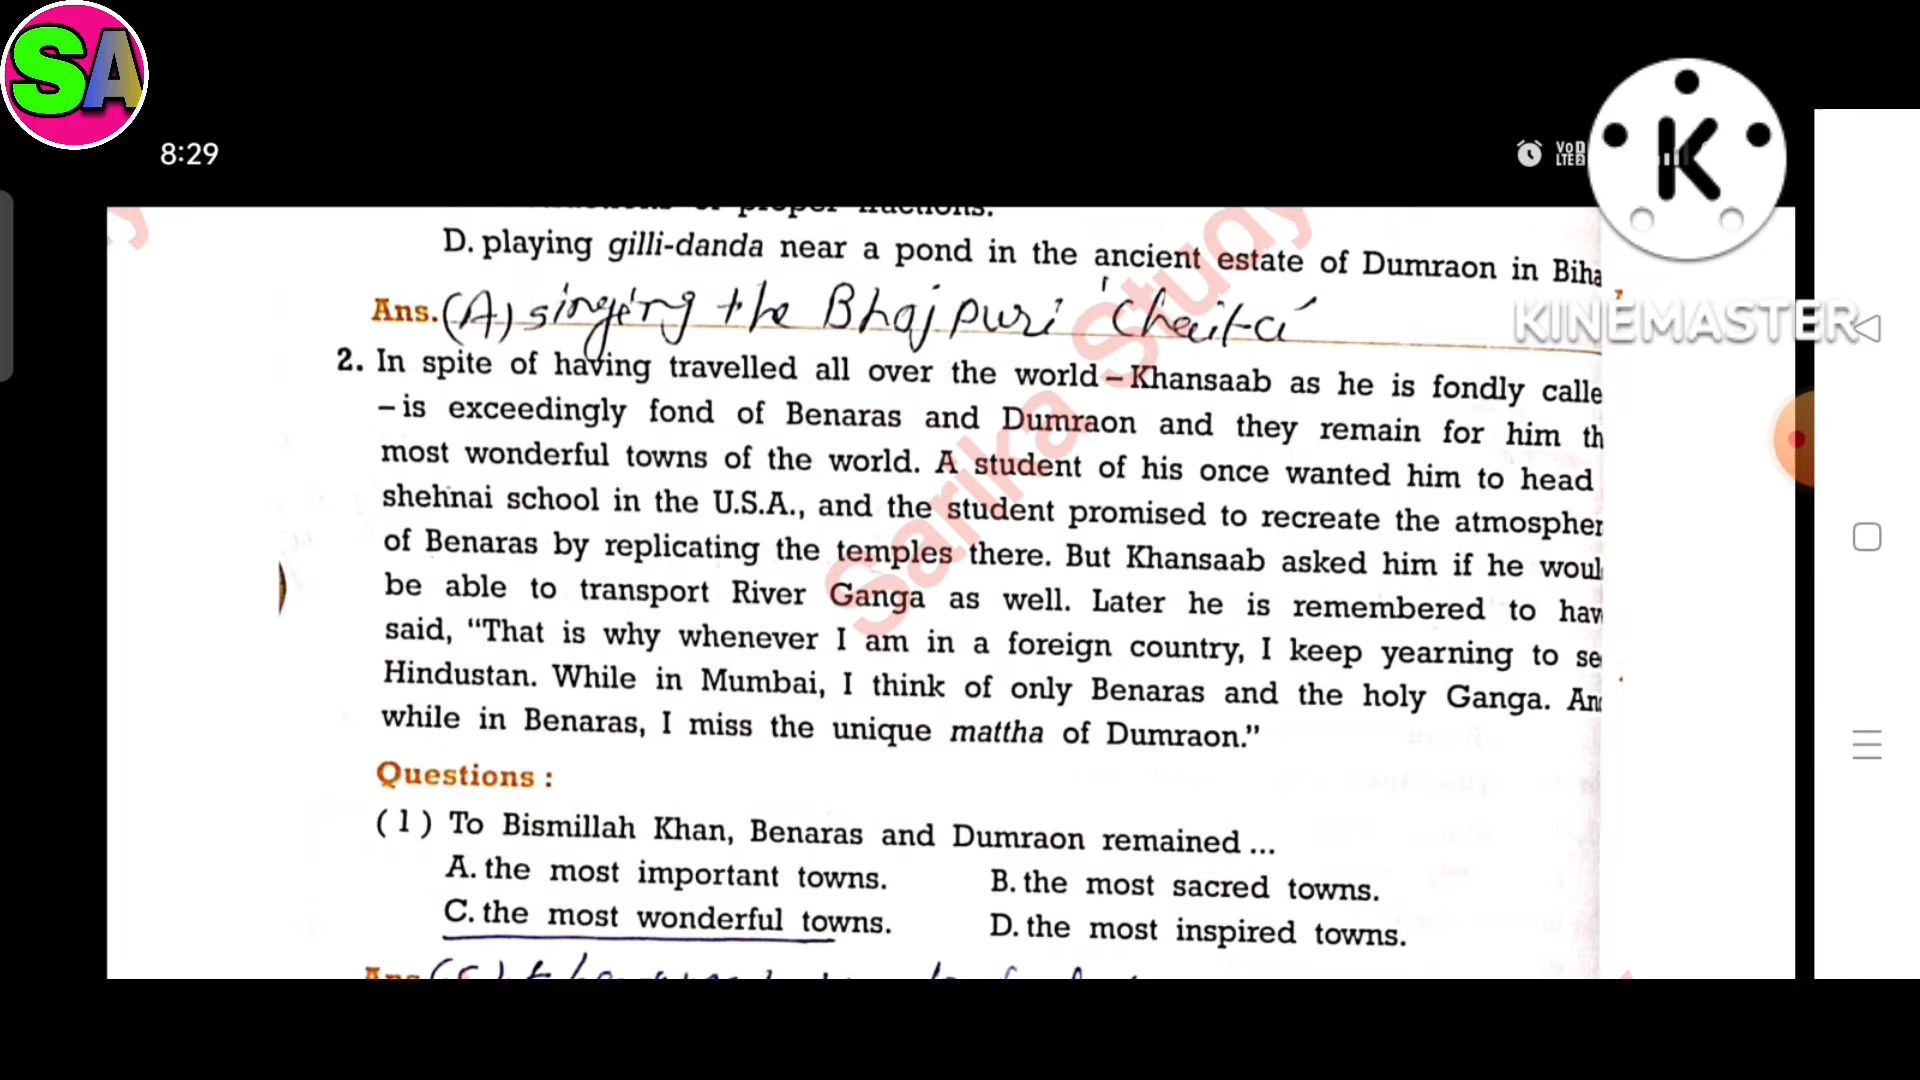 SA
8:29
VoD
LTE2
K
KINEMASTER
D. playing gilli-danda near a pond in the ancient estate of Dumraon in Biha
Ans. (A) singing the Bhajpuri 'Chaita'
2. In spite of having travelled all over the world – Khansaab as he is fondly calle
– is exceedingly fond of Benaras and Dumraon and they remain for him th
most wonderful towns of the world. A student of his once wanted him to head
shehnai school in the U.S.A., and the student promised to recreate the atmospher
of Benaras by replicating the temples there. But Khansaab asked him if he woul
be able to transport River Ganga as well. Later he is remembered to hav
said, “That is why whenever I am in a foreign country, I keep yearning to se
Hindustan. While in Mumbai, I think of only Benaras and the holy Ganga. An
while in Benaras, I miss the unique mattha of Dumraon.”
Sarika Study
Questions :
( 1 ) To Bismillah Khan, Benaras and Dumraon remained ...
A. the most important towns. B. the most sacred towns.
C. the most wonderful towns. D. the most inspired towns.